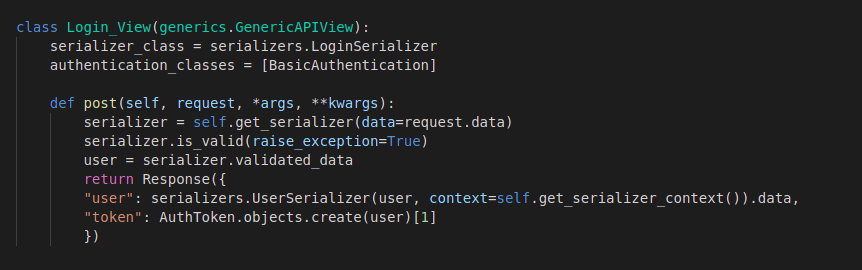 class Login_View(generics.GenericAPIView):
    serializer_class = serializers.LoginSerializer
    authentication_classes = [BasicAuthentication]

    def post(self, request, *args, **kwargs):
        serializer = self.get_serializer(data=request.data)
        serializer.is_valid(raise_exception=True)
        user = serializer.validated_data
        return Response({
        "user": serializers.UserSerializer(user, context=self.get_serializer_context()).data,
        "token": AuthToken.objects.create(user)[1]
        })